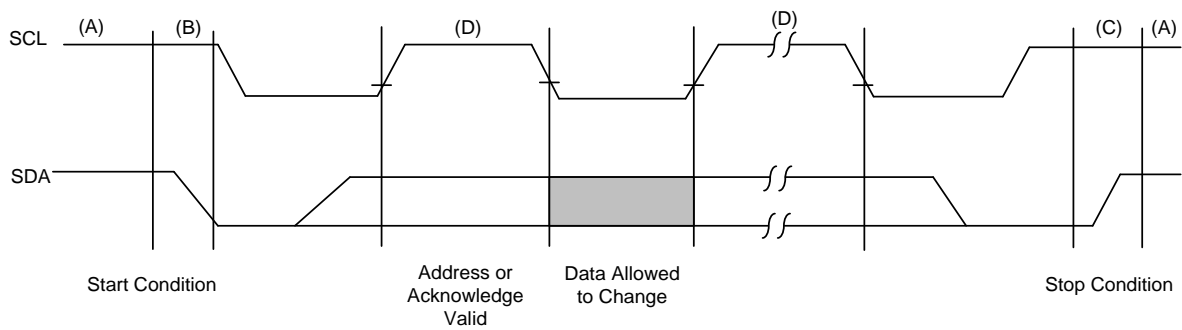 (A)
(B)
(D)
(D)
(C)
(A)
SCL
SDA
Start Condition
Address or
Acknowledge
Valid
Data Allowed
to Change
Stop Condition